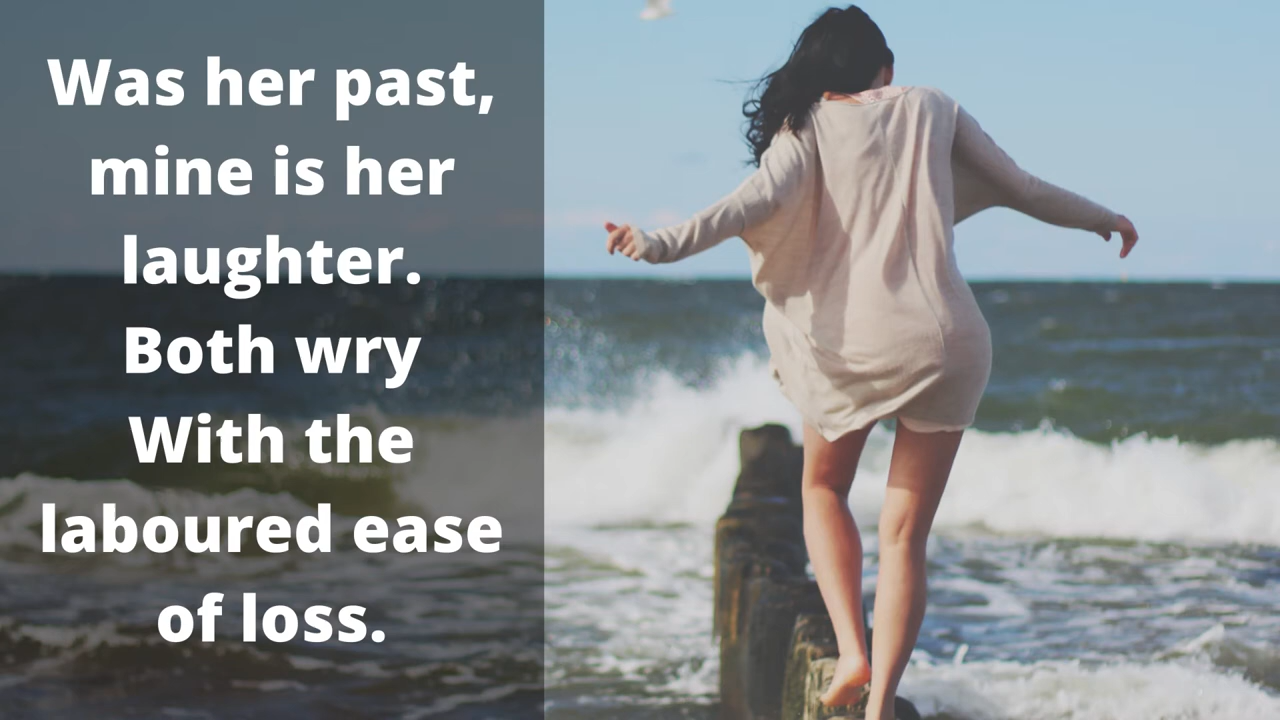 Was her past,
mine is her
laughter.
Both wry
With the
laboured ease
of loss.